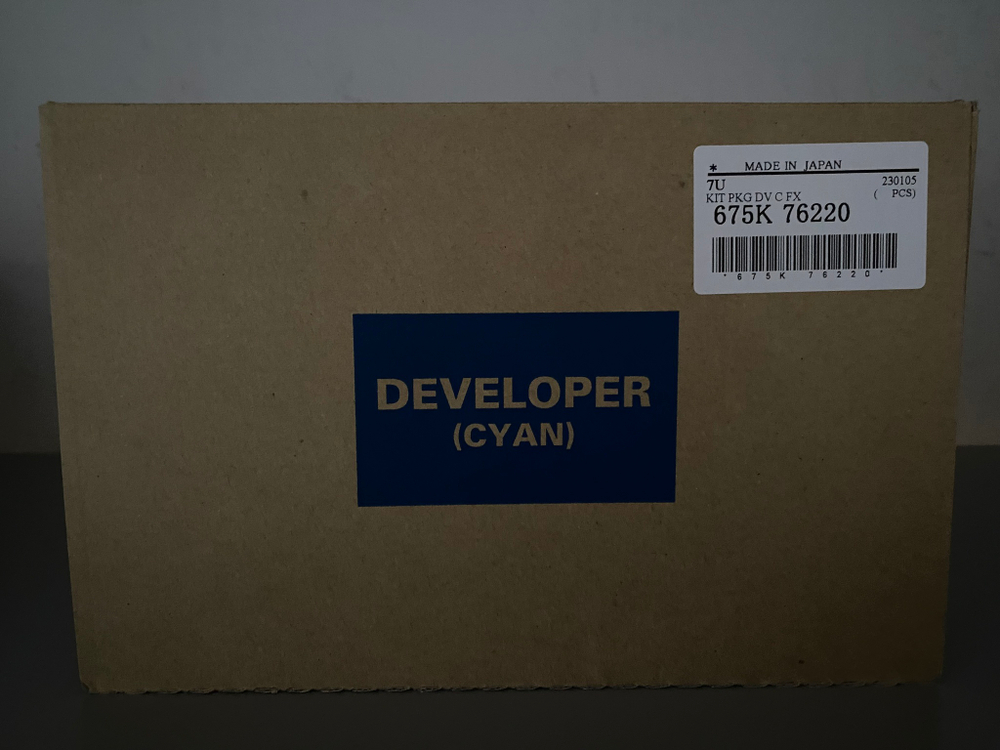 * MADE IN JAPAN
7U 230105
KIT PKG DV C FX ( PCS)
675K 76220
*675K 76220*
DEVELOPER
(CYAN)